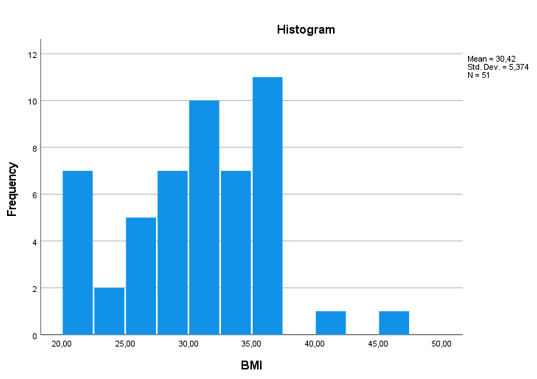 Histogram
Mean = 30,42
Std. Dev. = 5,374
N = 51
12
10
8
6
4
2
0
Frequency
20,00 25,00 30,00 35,00 40,00 45,00 50,00
BMI